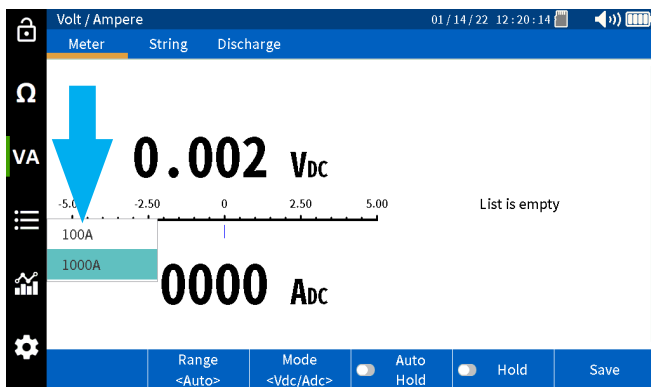 Volt / Ampere 01/14/22 12:20:14
Meter String Discharge
Ω
VA
0.002 VDC
-5.0 -2.50 0 2.50 5.00
List is empty
100A
1000A
0000 ADC
Range Mode Auto Hold Save
<Auto> <Vdc/Adc> Hold